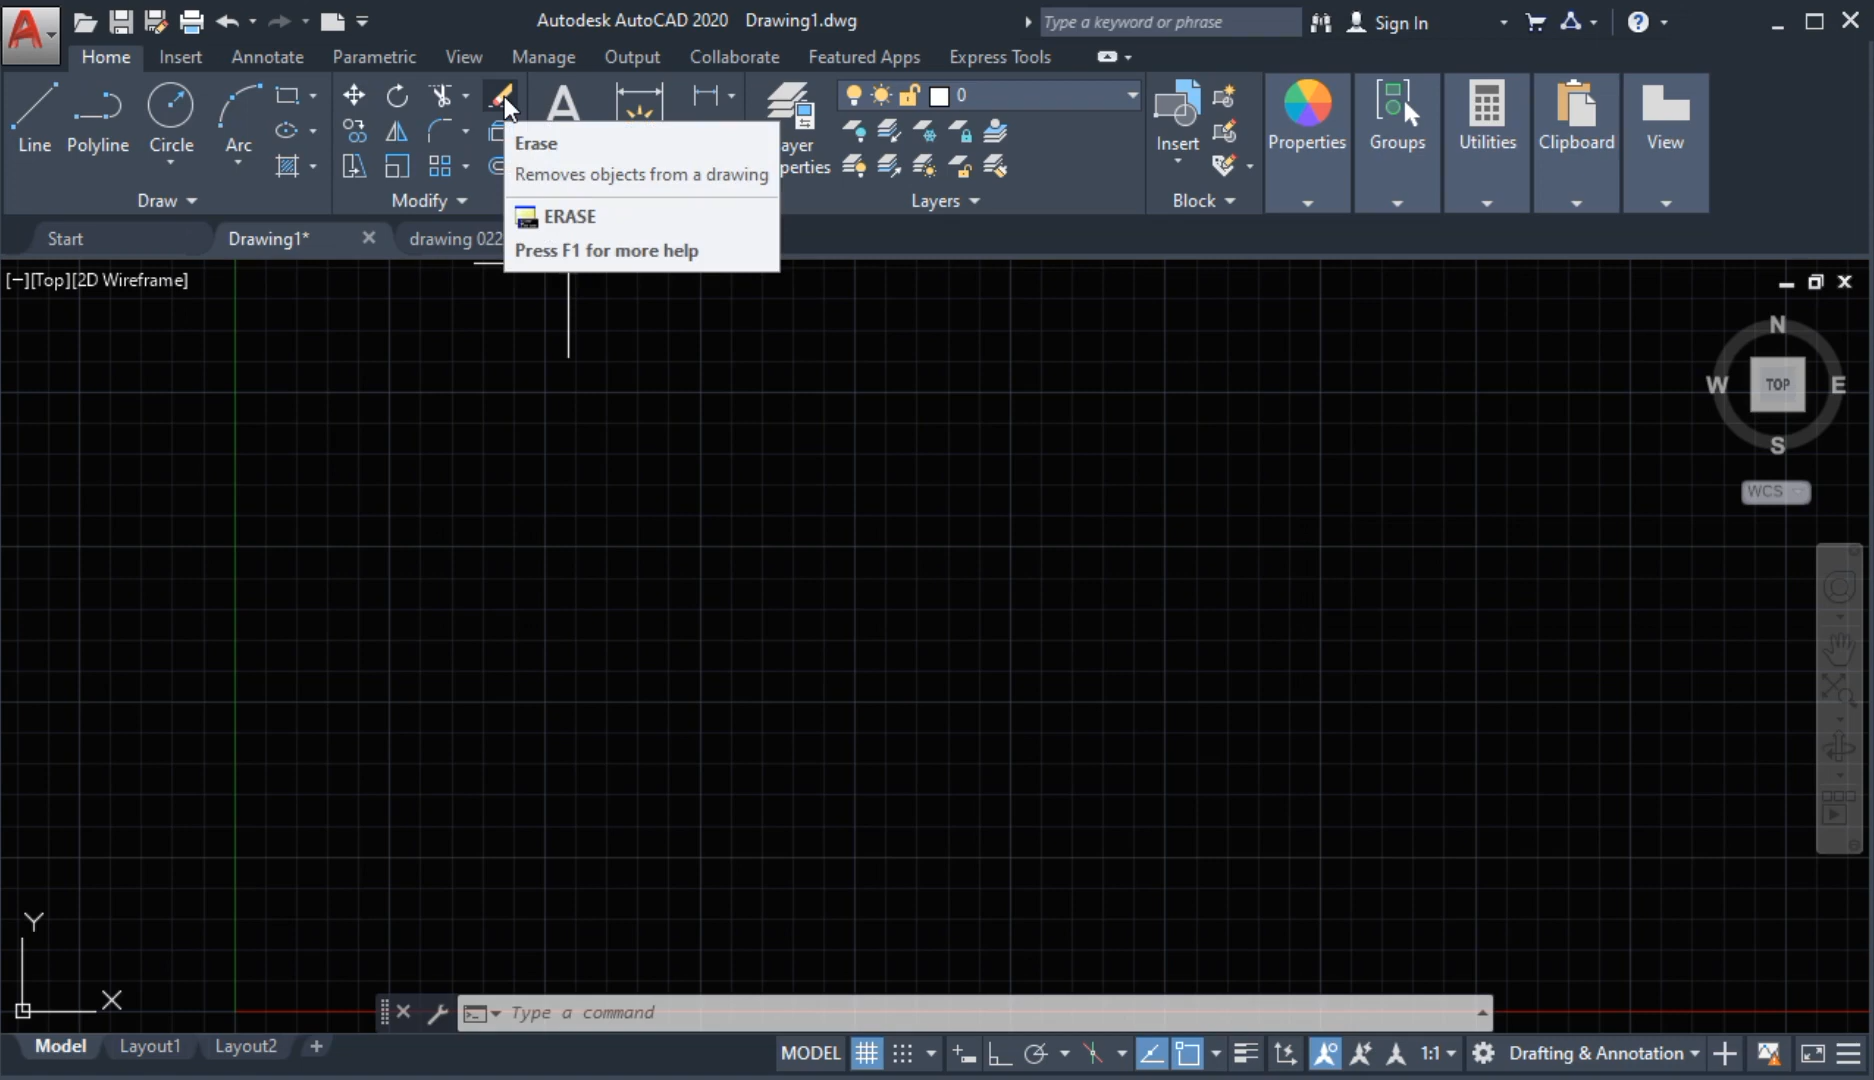 Autodesk AutoCAD 2020 Drawing1.dwg
Type a keyword or phrase
Sign In
Home Insert Annotate Parametric View Manage Output Collaborate Featured Apps Express Tools
0
Line Polyline Circle Arc
Insert Properties Groups Utilities Clipboard View
Draw Modify Layers Block
Erase
Removes objects from a drawing
ERASE
Press F1 for more help
Start Drawing1* drawing 022
[−][Top][2D Wireframe]
N
W TOP E
S
WCS
Y
X
Type a command
Model Layout1 Layout2 +
MODEL 1:1 Drafting & Annotation